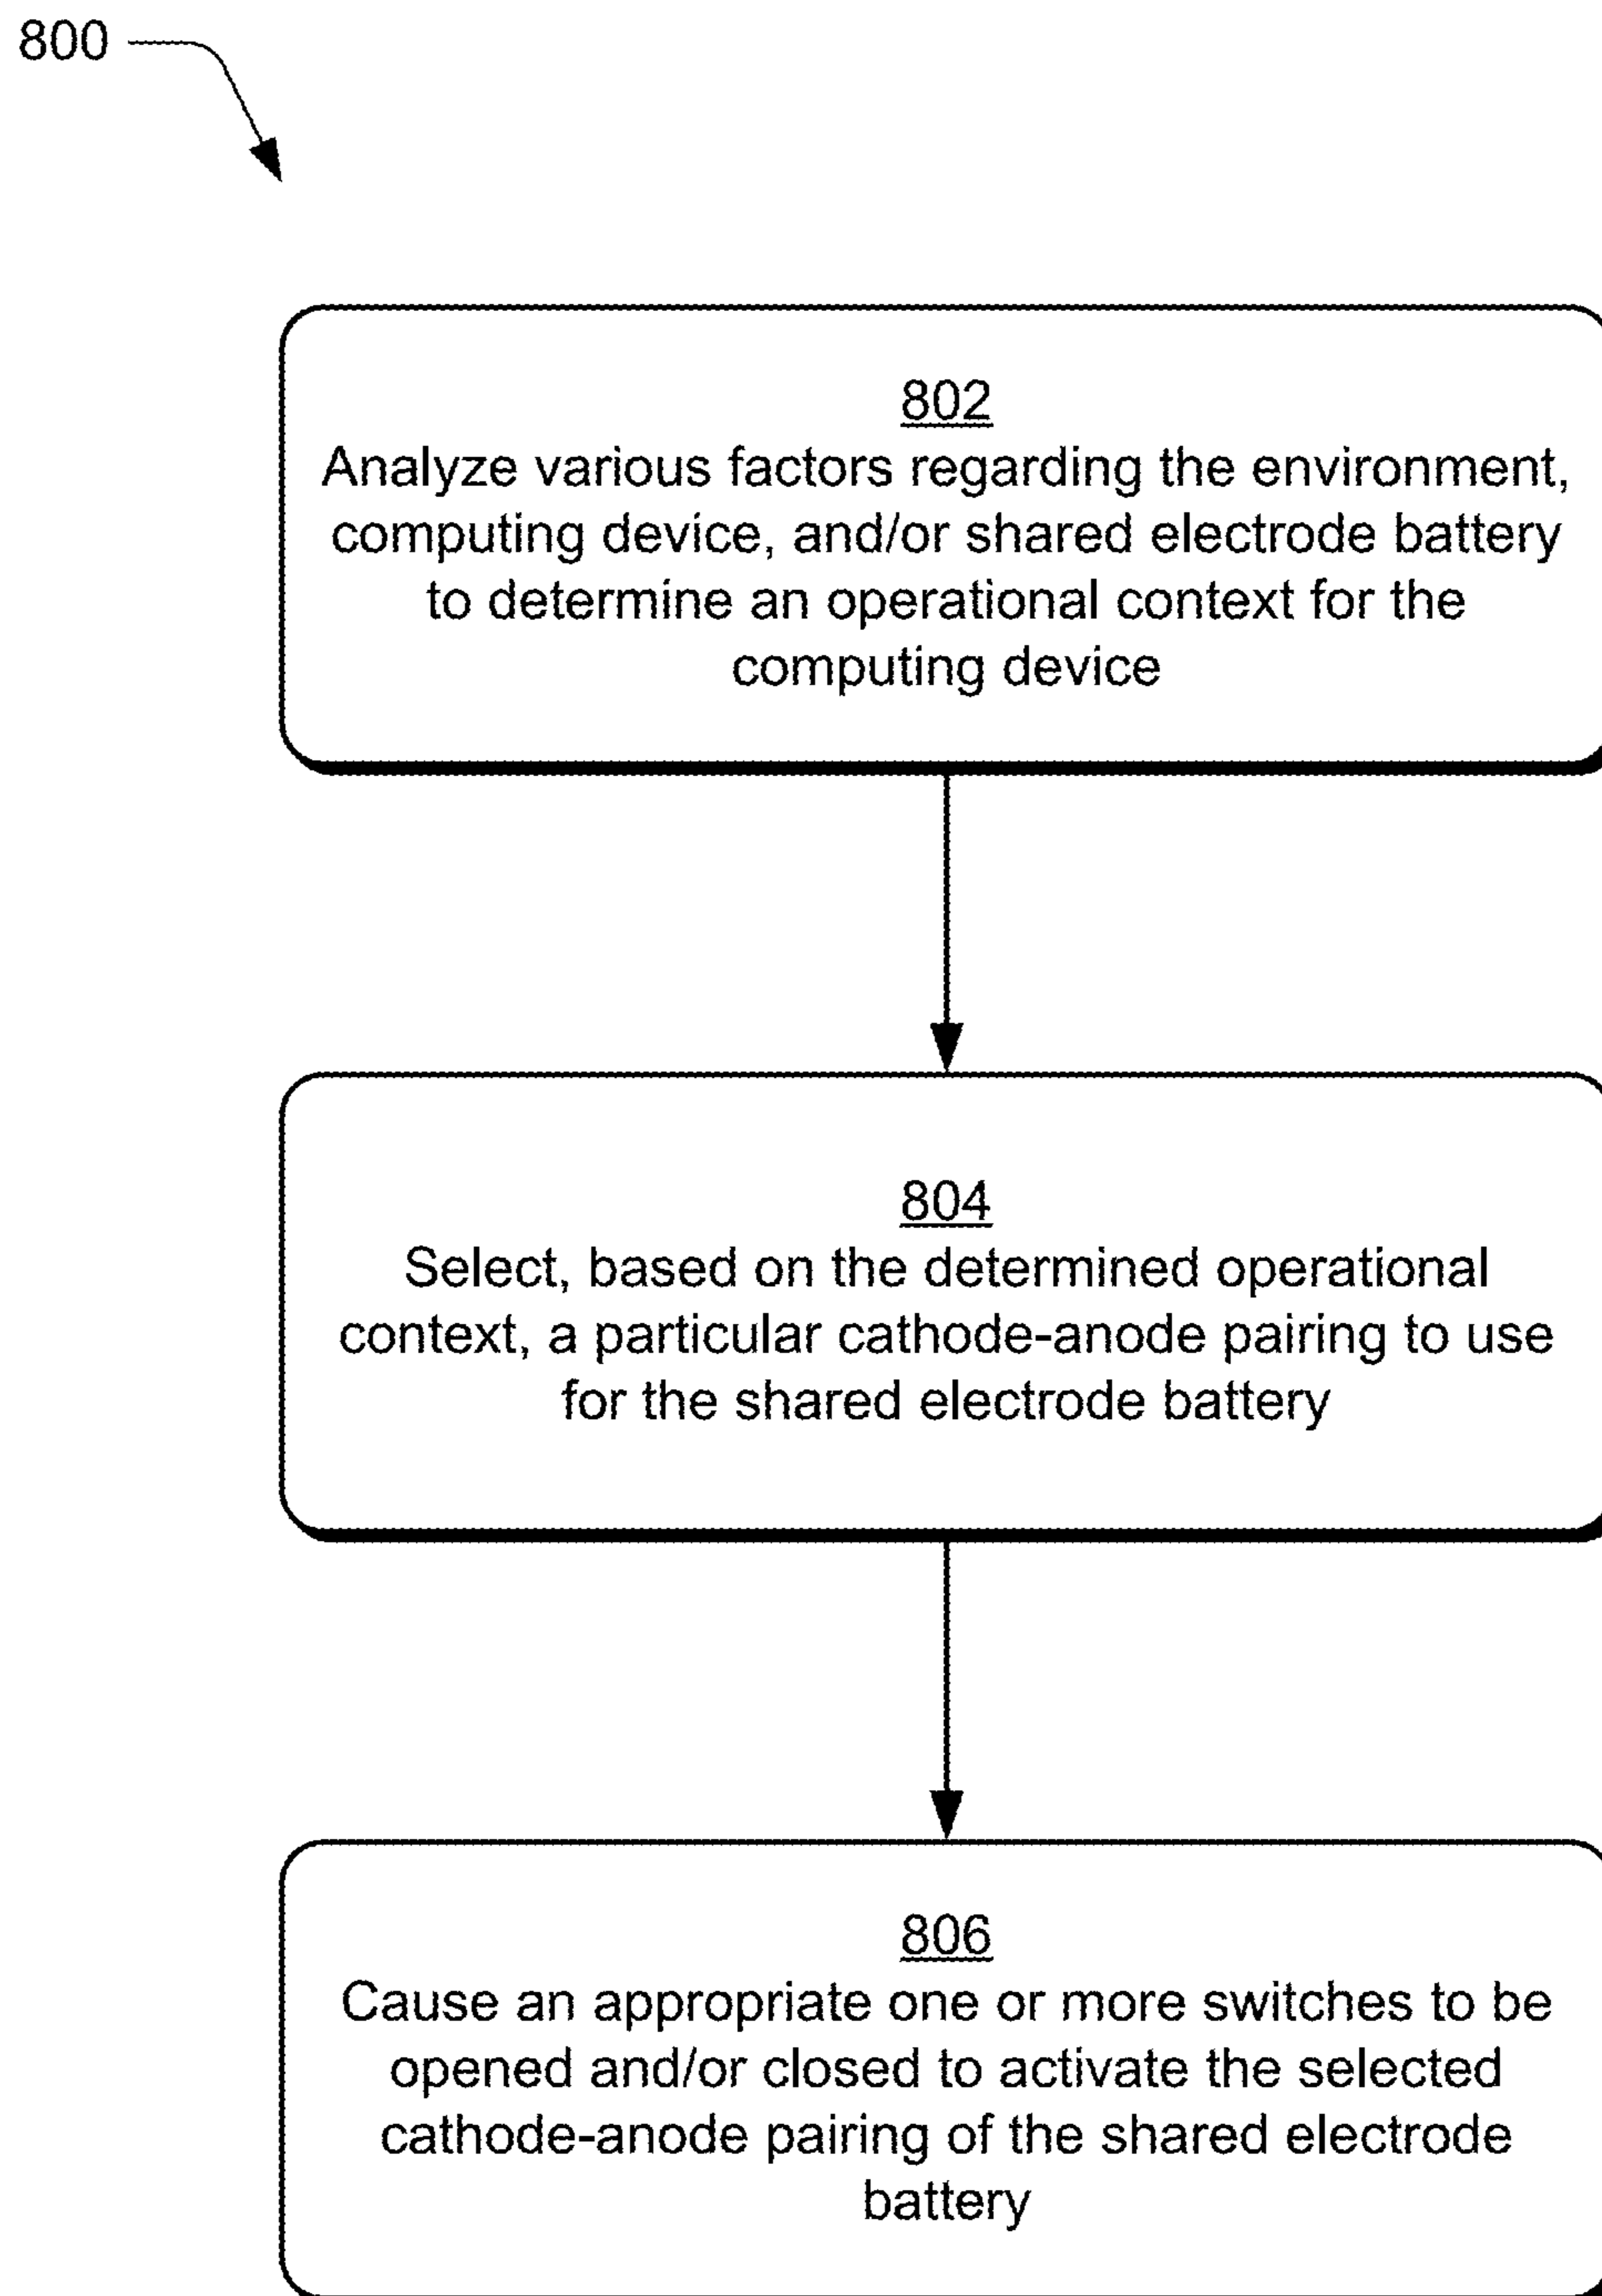 800
802
Analyze various factors regarding the environment,
computing device, and/or shared electrode battery
to determine an operational context for the
computing device
804
Select, based on the determined operational
context, a particular cathode-anode pairing to use
for the shared electrode battery
806
Cause an appropriate one or more switches to be
opened and/or closed to activate the selected
cathode-anode pairing of the shared electrode
battery